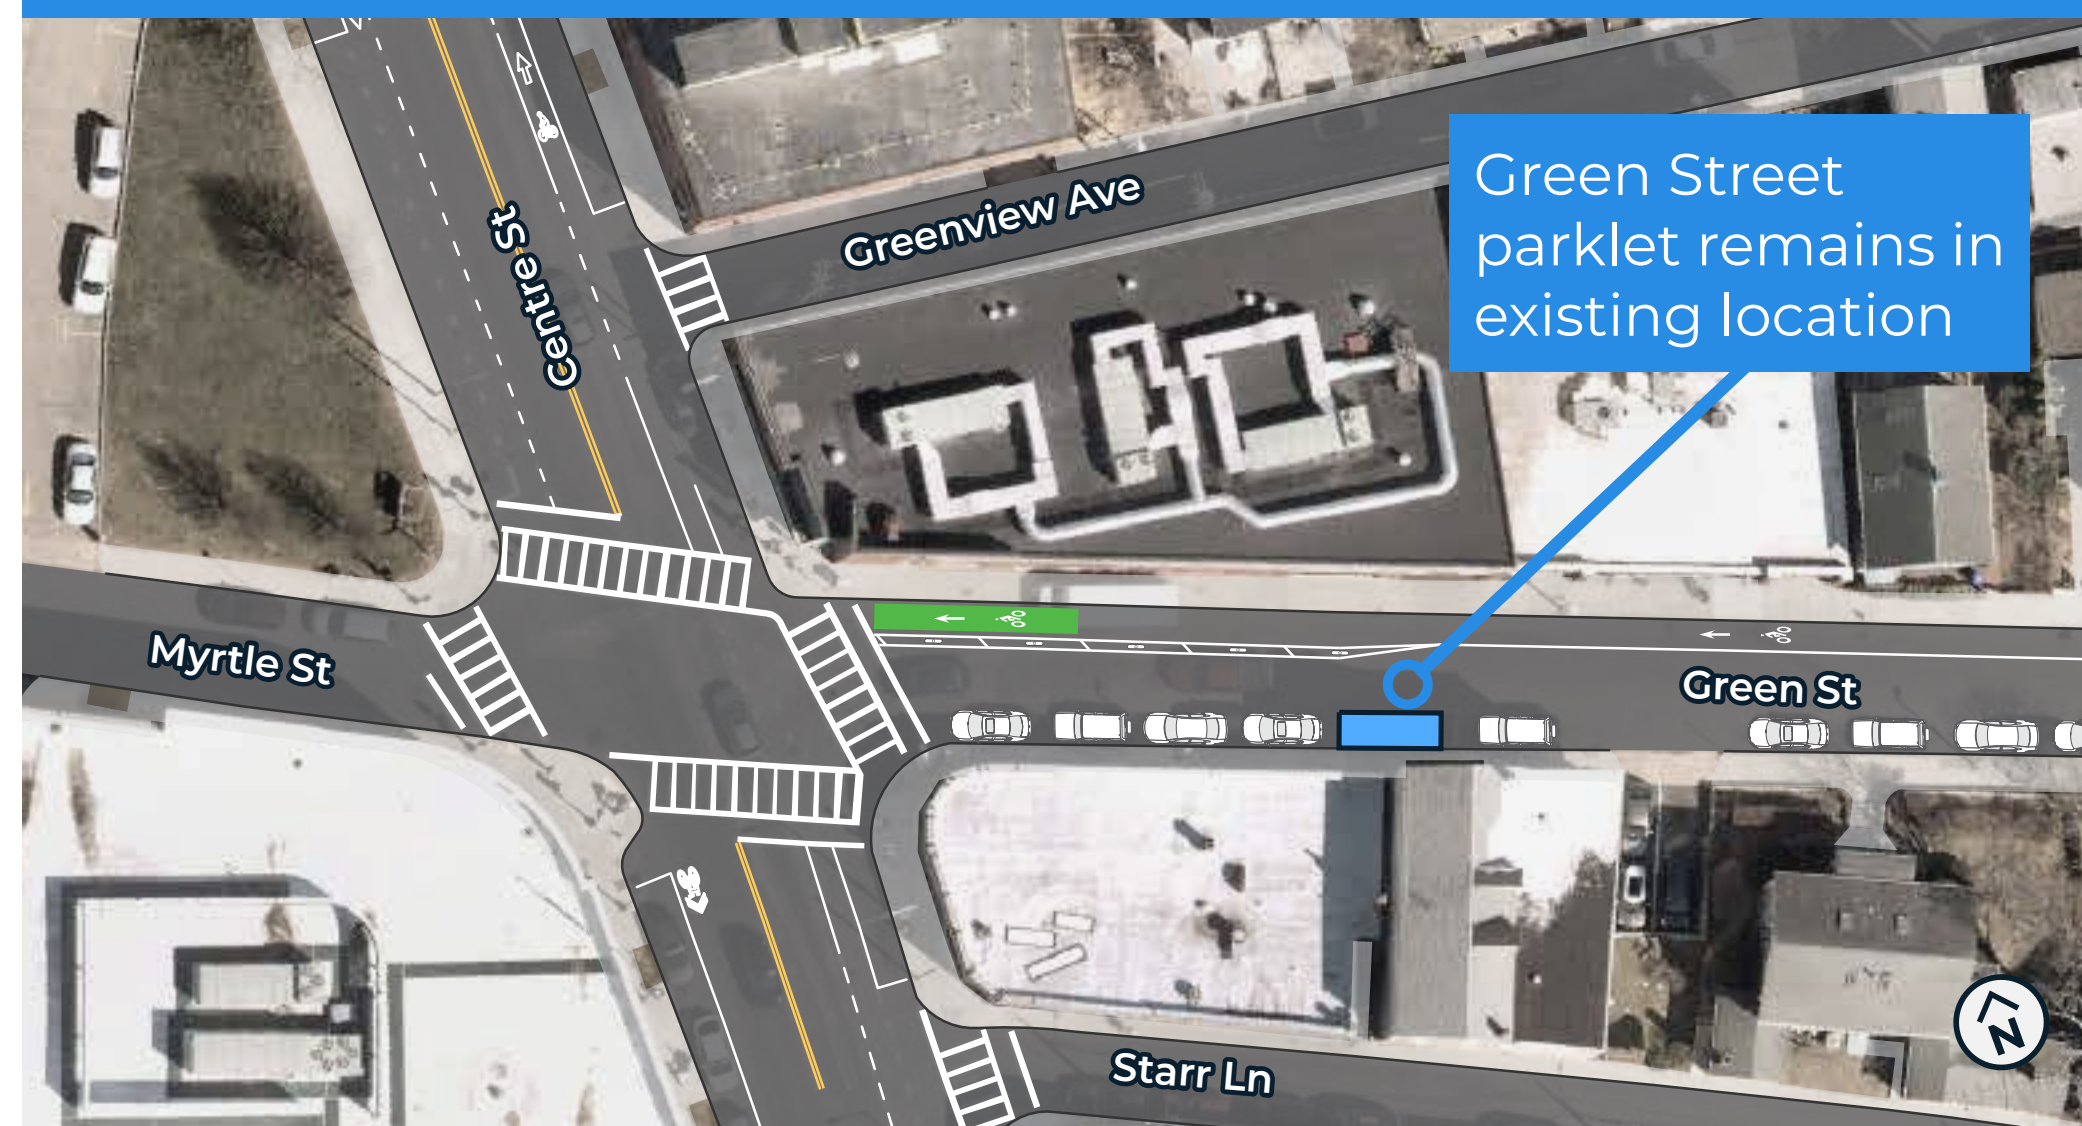 Greenview Ave
Green Street
parklet remains in
existing location
Centre St
Myrtle St
Green St
Starr Ln
N